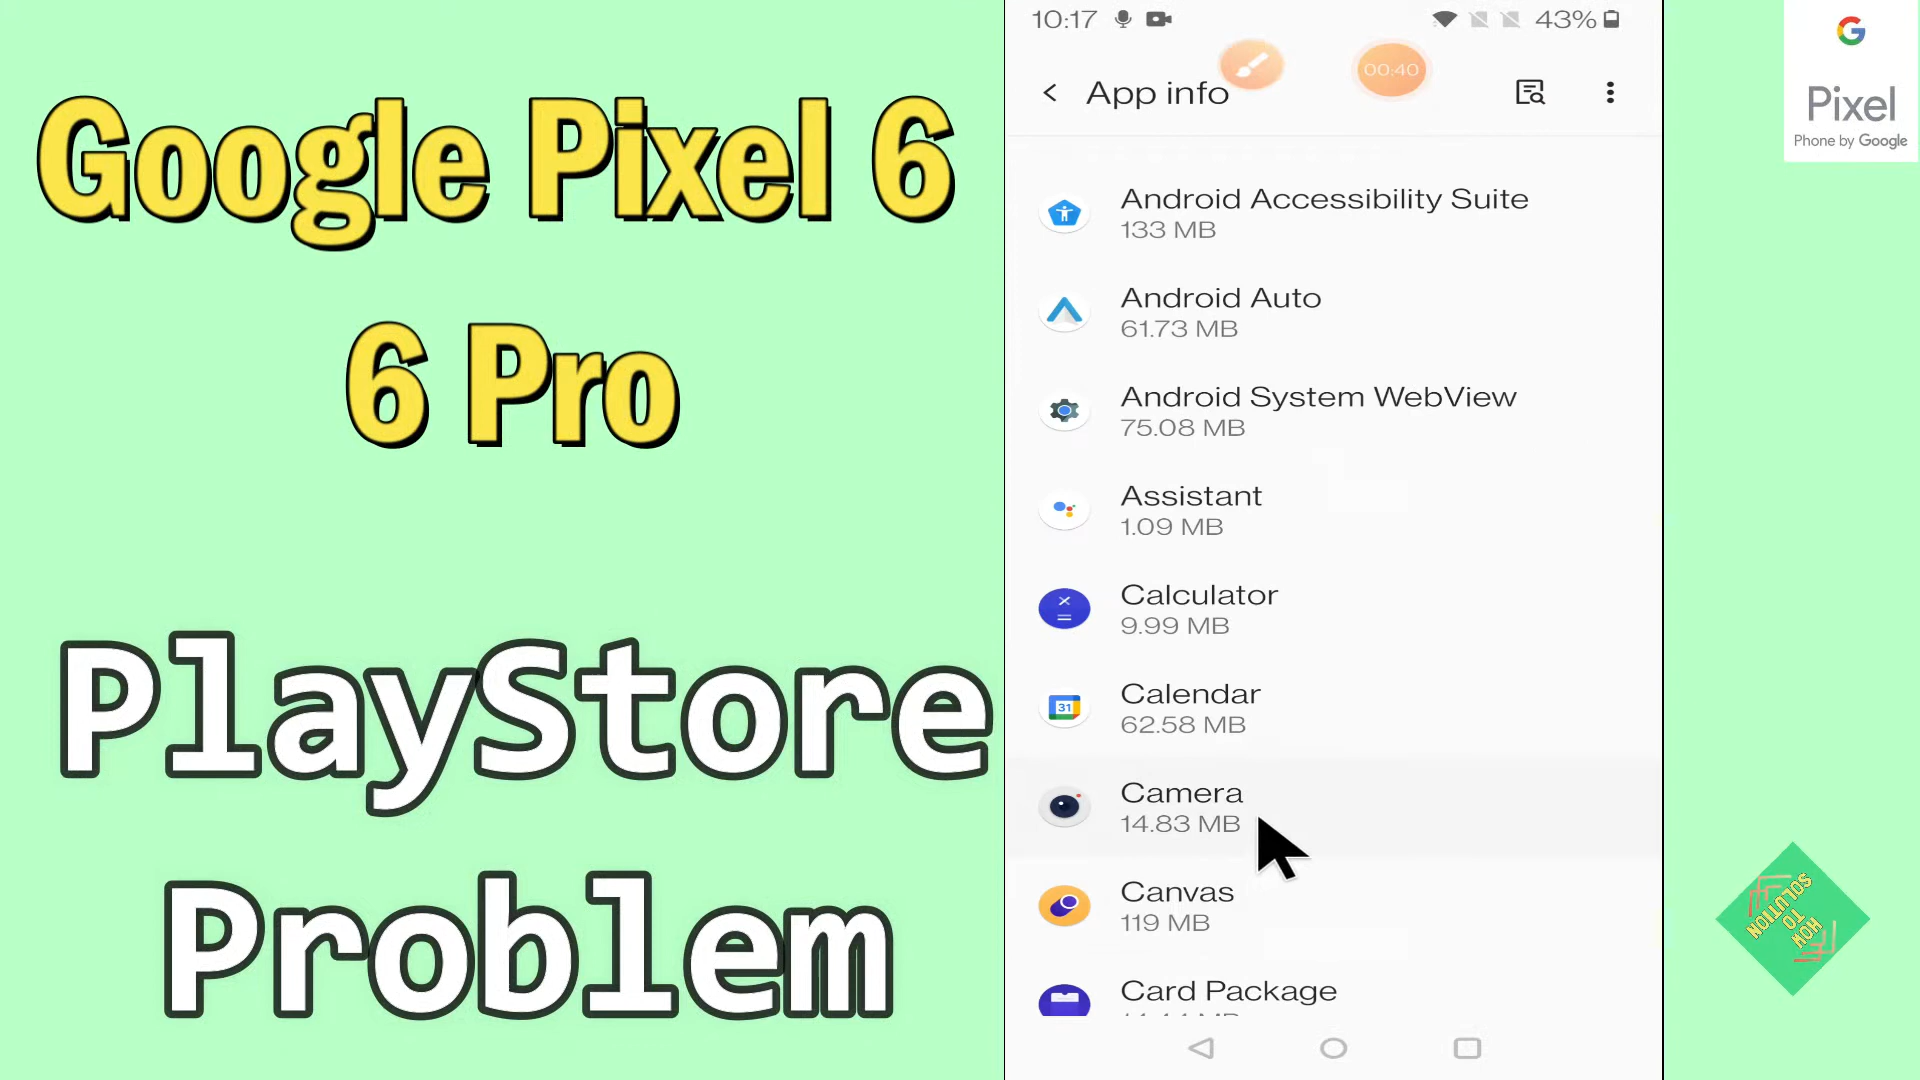 Google Pixel 6
6 Pro
PlayStore
Problem
10:17
43%
00:40
App info
Android Accessibility Suite
133 MB
Android Auto
61.73 MB
Android System WebView
75.08 MB
Assistant
1.09 MB
Calculator
9.99 MB
Calendar
31
62.58 MB
Camera
14.83 MB
Canvas
119 MB
Card Package
Pixel
Phone by Google
HOW
TO
SOLUTION